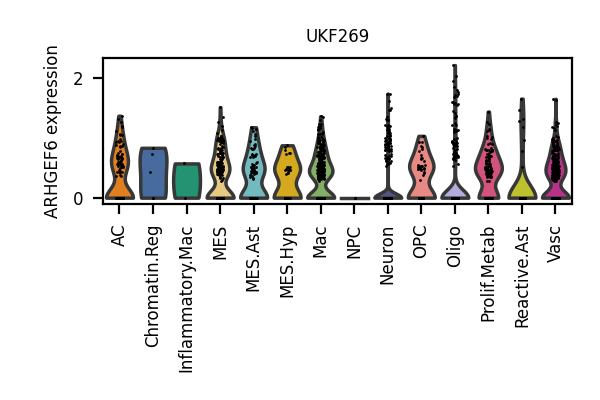 UKF269
ARHGEF6 expression
2
0
AC
Chromatin.Reg
Inflammatory.Mac
MES
MES.Ast
MES.Hyp
Mac
NPC
Neuron
OPC
Oligo
Prolif.Metab
Reactive.Ast
Vasc